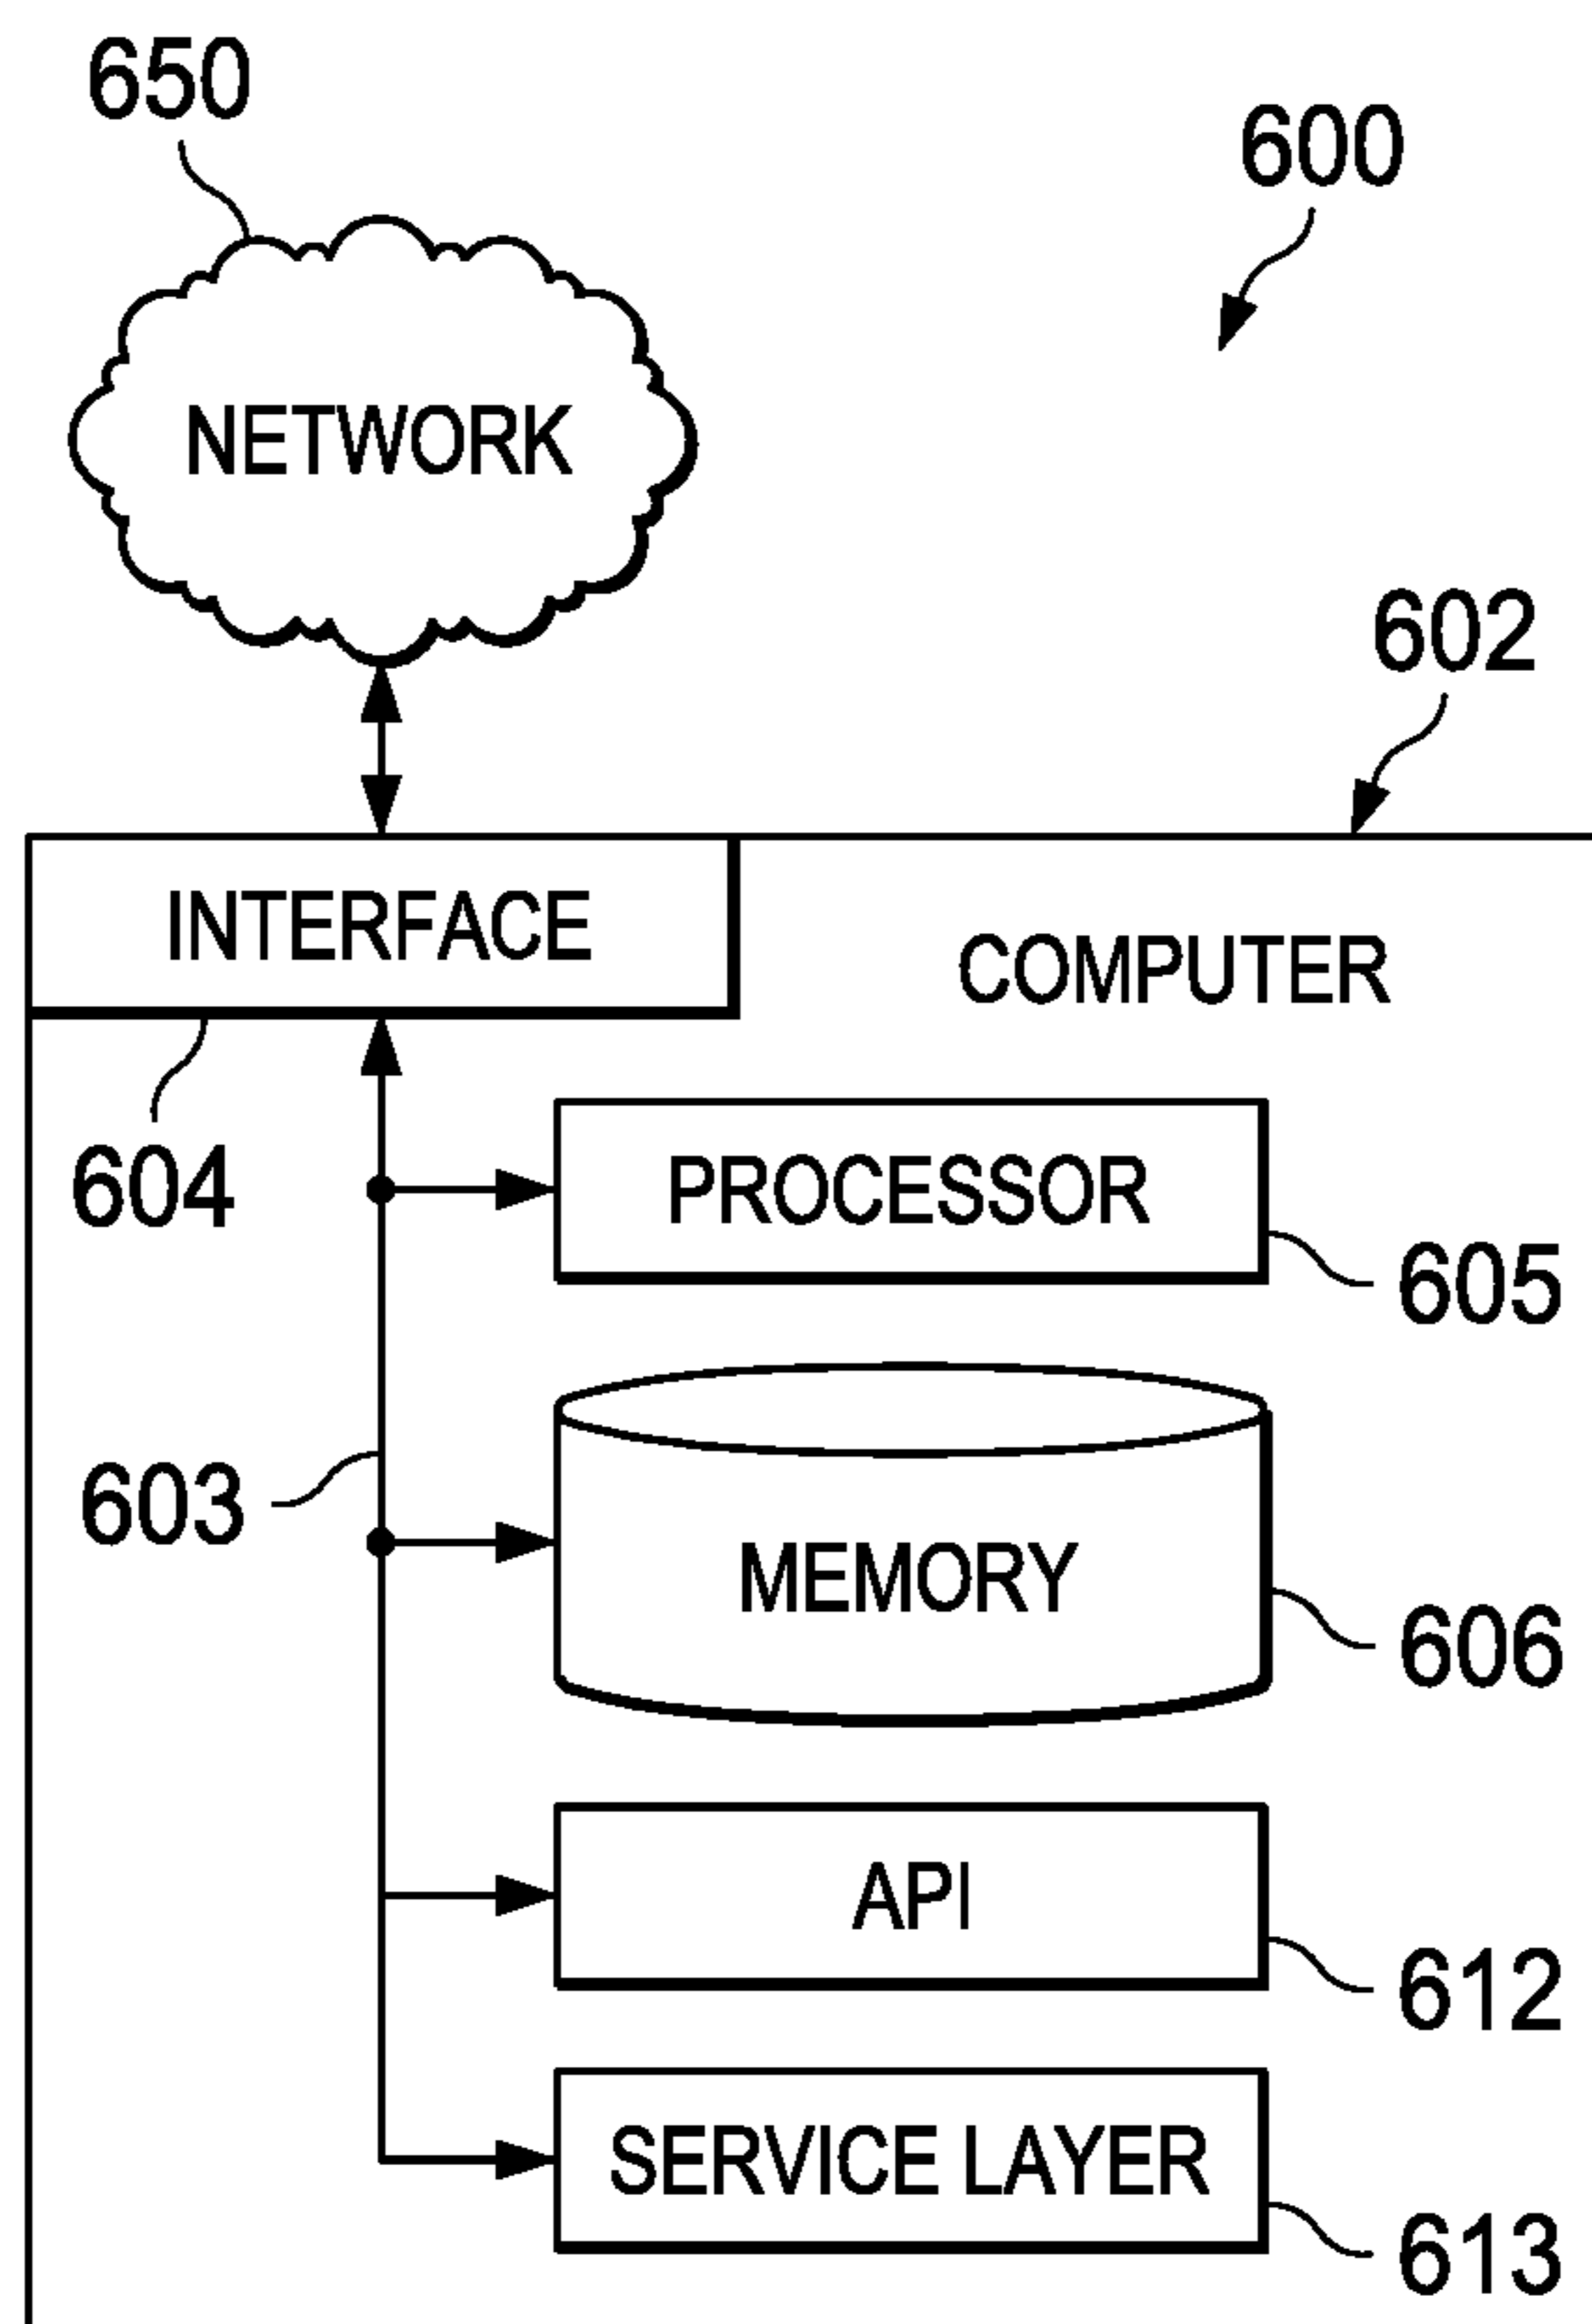 650
600
NETWORK
602
INTERFACE
COMPUTER
604
PROCESSOR
605
603
MEMORY
606
API
612
SERVICE LAYER
613